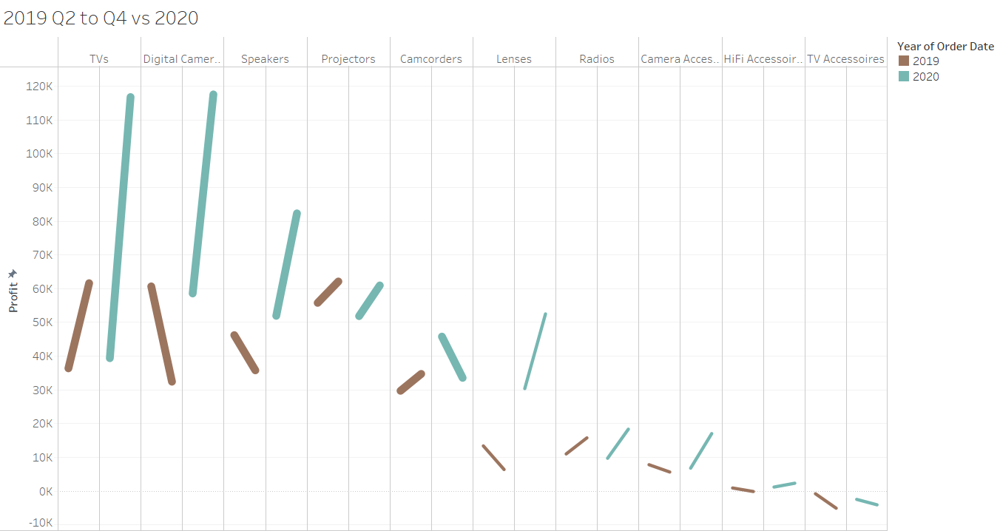 2019 Q2 to Q4 vs 2020
TVs Digital Camer.. Speakers Projectors Camcorders Lenses Radios Camera Acces.. HiFi Accessoir.. TV Accessoires
Year of Order Date
2019
2020
120K
110K
100K
90K
80K
70K
60K
50K
40K
30K
20K
10K
0K
-10K
Profit